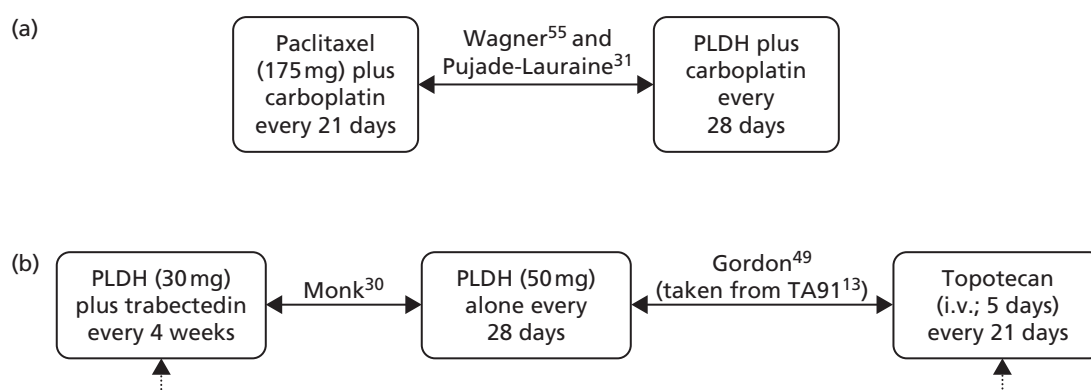 (a)
Paclitaxel
(175 mg) plus
carboplatin
every 21 days
Wagner⁵⁵ and
Pujade-Lauraine³¹
PLDH plus
carboplatin
every
28 days
(b)
PLDH (30 mg)
plus trabectedin
every 4 weeks
Monk³⁰
PLDH (50 mg)
alone every
28 days
Gordon⁴⁹
(taken from TA91¹³)
Topotecan
(i.v.; 5 days)
every 21 days